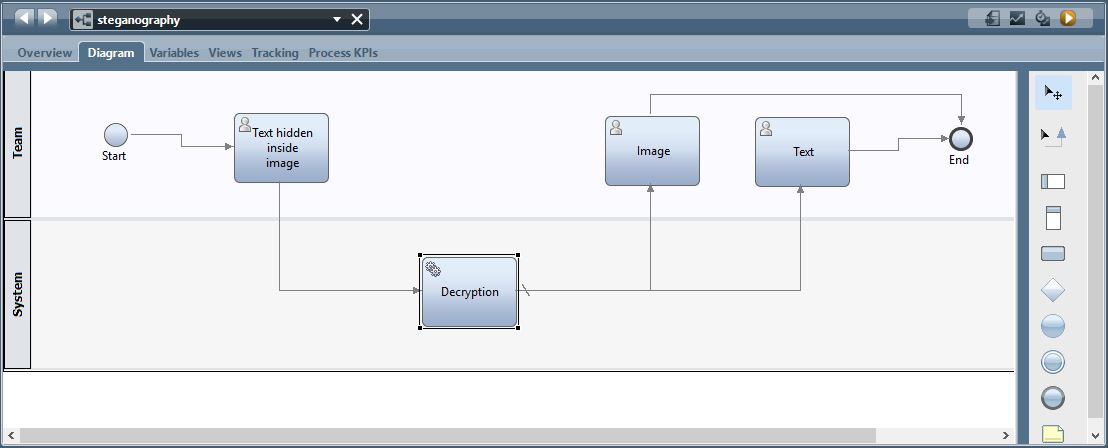 steganography
Overview Diagram Variables Views Tracking Process KPIs
Team
Start
Text hidden
inside
image
Image
Text
End
System
Decryption